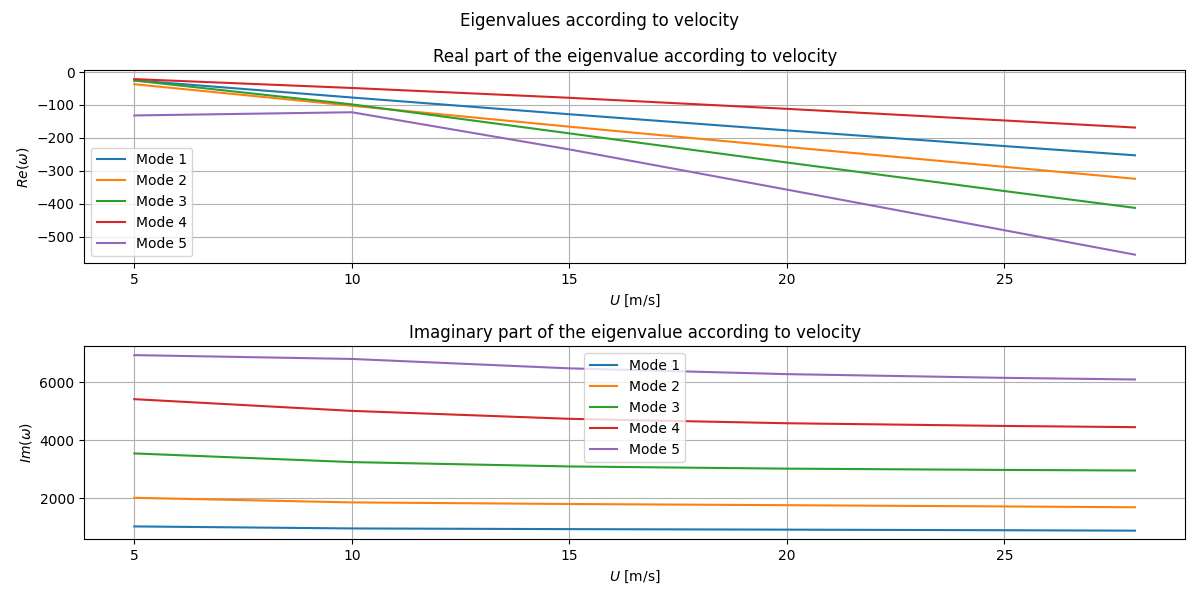 Eigenvalues according to velocity
Real part of the eigenvalue according to velocity
0
−100
−200
−300
−400
−500
Re(ω)
Mode 1
Mode 2
Mode 3
Mode 4
Mode 5
5 10 15 20 25
U [m/s]
Imaginary part of the eigenvalue according to velocity
6000
4000
2000
Im(ω)
Mode 1
Mode 2
Mode 3
Mode 4
Mode 5
5 10 15 20 25
U [m/s]